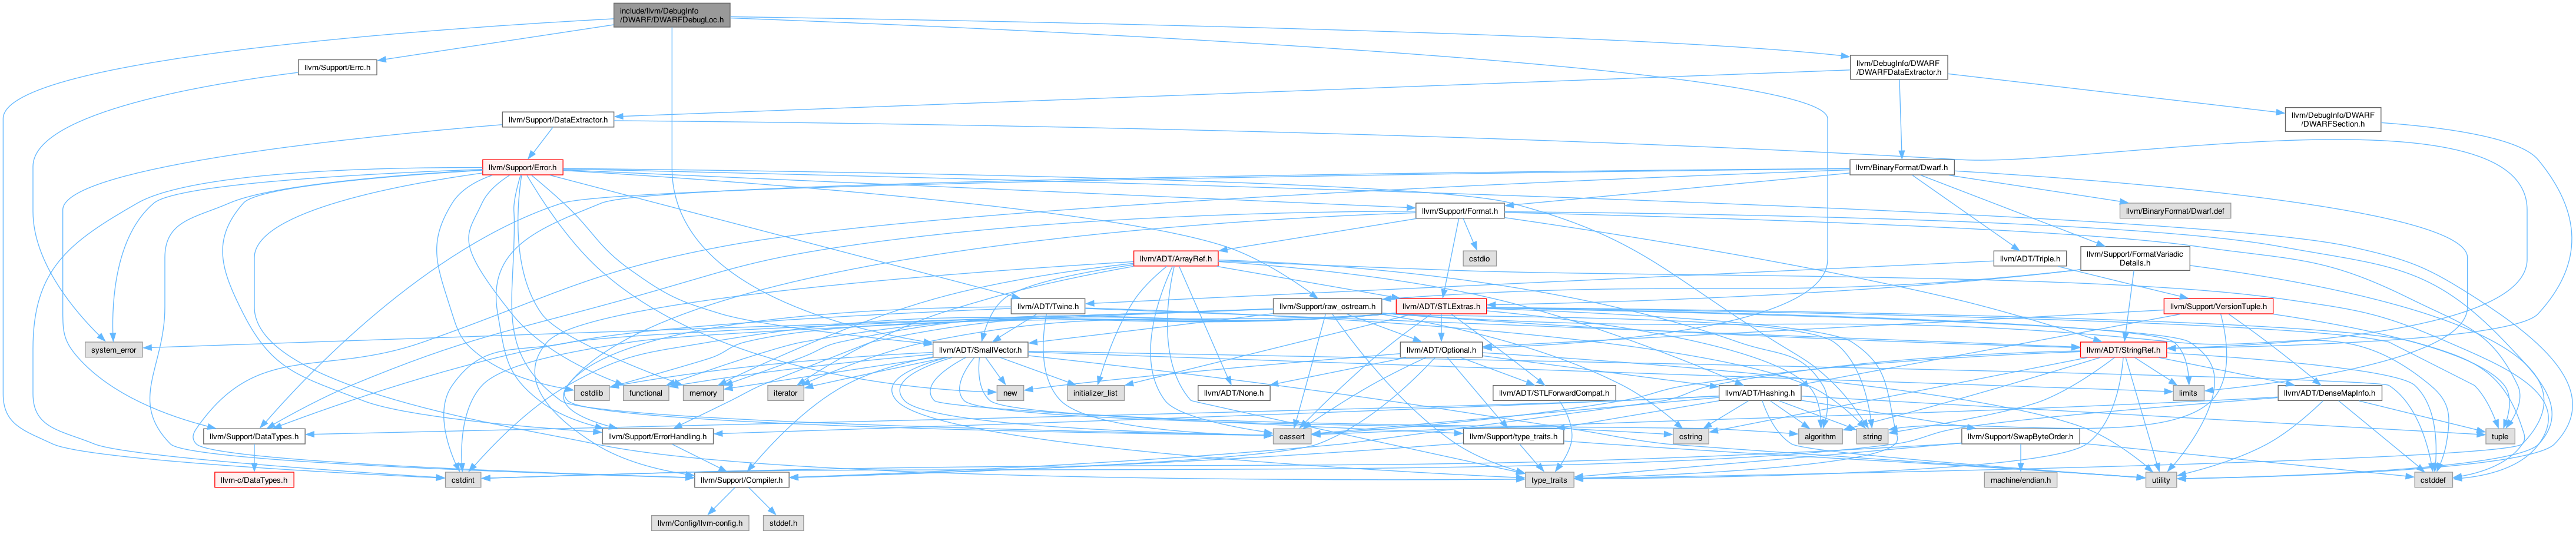 include/llvm/DebugInfo
/DWARF/DWARFDebugLoc.h
llvm/Support/Errc.h
llvm/DebugInfo/DWARF
/DWARFDataExtractor.h
llvm/Support/DataExtractor.h
llvm/DebugInfo/DWARF
/DWARFSection.h
llvm/Support/Error.h
llvm/BinaryFormat/Dwarf.h
llvm/Support/Format.h
llvm/BinaryFormat/Dwarf.def
llvm/ADT/ArrayRef.h
cstdio
llvm/ADT/Triple.h
llvm/Support/FormatVariadic
Details.h
llvm/ADT/Twine.h
llvm/Support/raw_ostream.h
llvm/ADT/STLExtras.h
llvm/Support/VersionTuple.h
system_error
llvm/ADT/SmallVector.h
llvm/ADT/Optional.h
llvm/ADT/StringRef.h
cstdlib
functional
memory
iterator
new
initializer_list
llvm/ADT/None.h
llvm/ADT/STLForwardCompat.h
llvm/ADT/Hashing.h
limits
llvm/ADT/DenseMapInfo.h
llvm/Support/DataTypes.h
llvm/Support/ErrorHandling.h
cassert
llvm/Support/type_traits.h
cstring
algorithm
string
llvm/Support/SwapByteOrder.h
tuple
llvm-c/DataTypes.h
cstdint
llvm/Support/Compiler.h
type_traits
machine/endian.h
utility
cstddef
llvm/Config/llvm-config.h
stddef.h